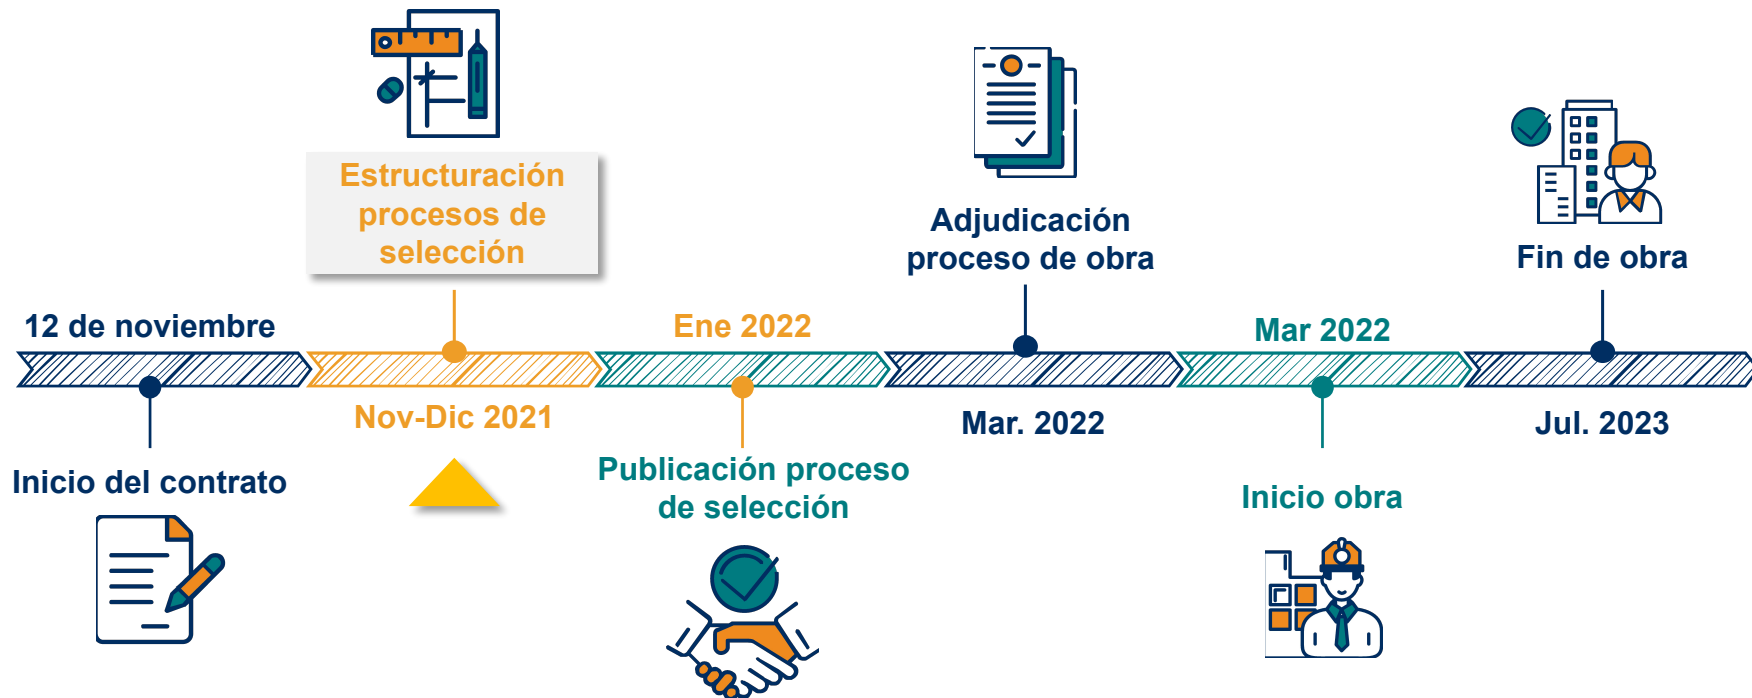 12 de noviembre
Inicio del contrato
Estructuración
procesos de
selección
Nov-Dic 2021
Ene 2022
Publicación proceso
de selección
Adjudicación
proceso de obra
Mar. 2022
Mar 2022
Inicio obra
Fin de obra
Jul. 2023